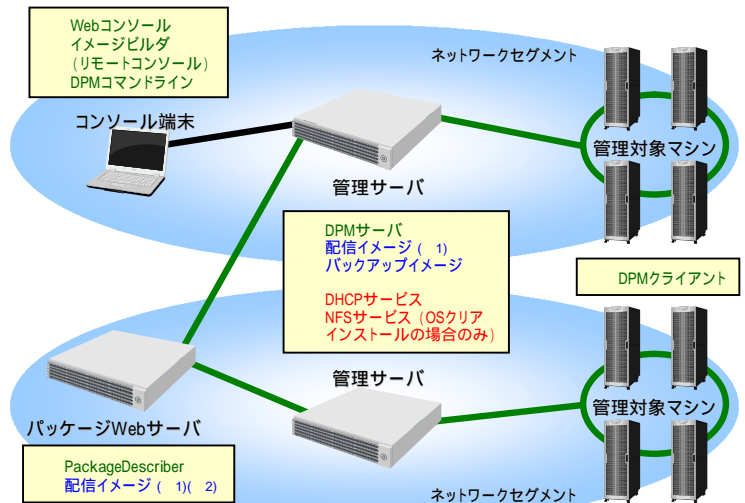 Webコンソール
イメージビルダ
(リモートコンソール)
DPMコマンドライン
ネットワークセグメント
コンソール端末
管理サーバ
管理対象マシン
DPMサーバ
配信イメージ ( 1)
バックアップイメージ
DHCPサービス
NFSサービス (OSクリア
インストールの場合のみ)
DPMクライアント
管理サーバ
管理対象マシン
パッケージWebサーバ
PackageDescriber
配信イメージ ( 1)( 2)
ネットワークセグメント